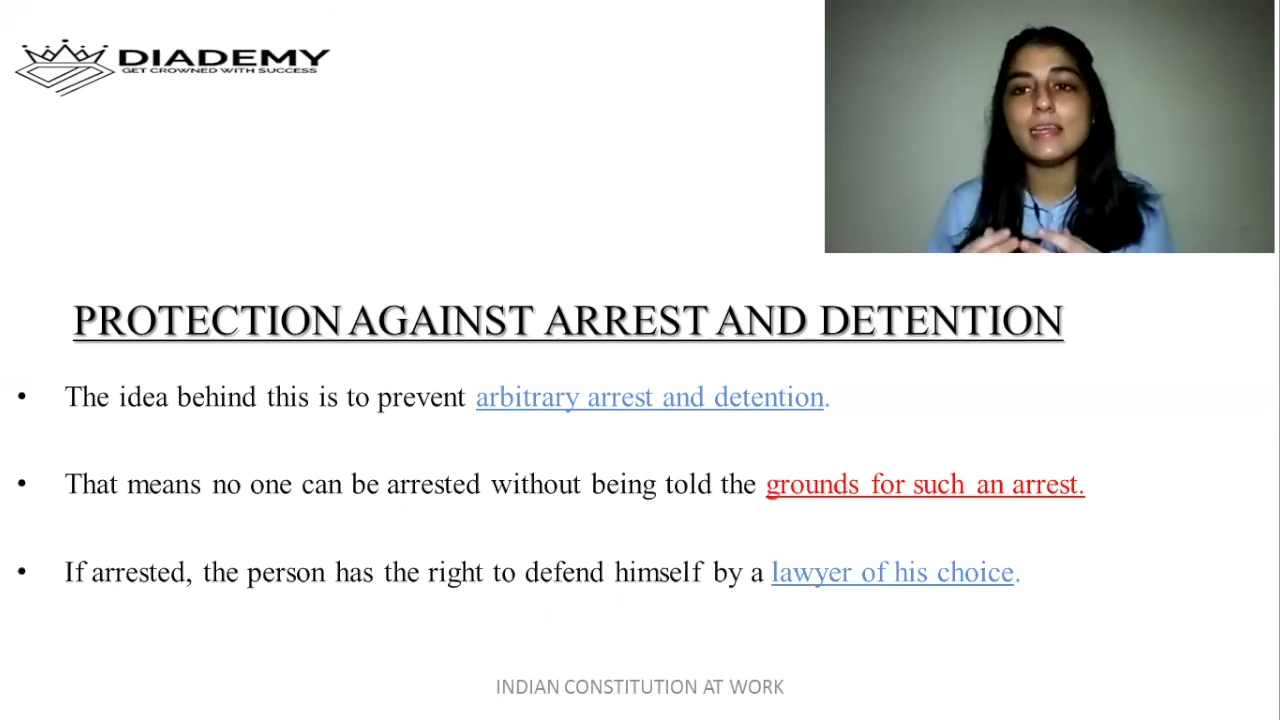 DIADEMY
GET CROWNED WITH SUCCESS
PROTECTION AGAINST ARREST AND DETENTION
• The idea behind this is to prevent arbitrary arrest and detention.
• That means no one can be arrested without being told the grounds for such an arrest.
• If arrested, the person has the right to defend himself by a lawyer of his choice.
INDIAN CONSTITUTION AT WORK